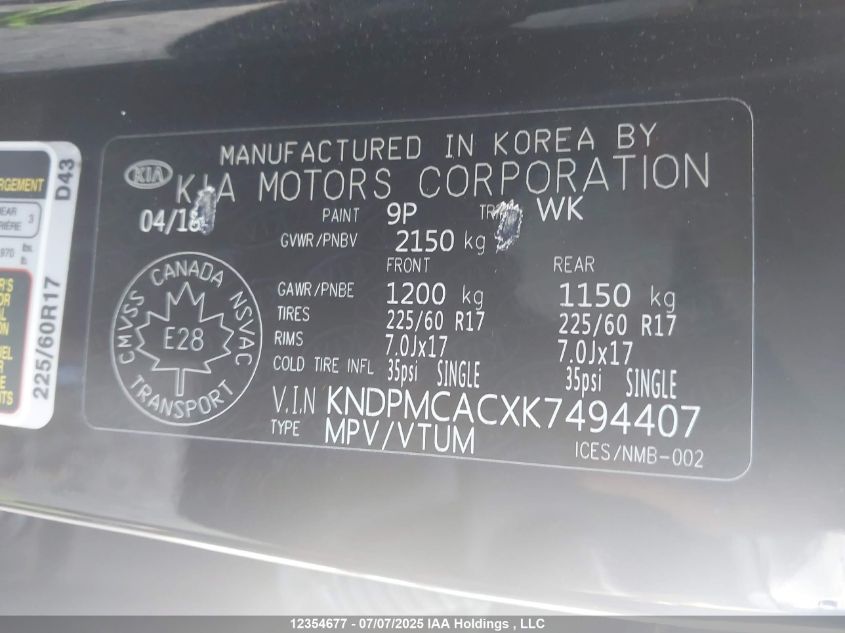 MANUFACTURED IN KOREA BY
KIA KIA MOTORS CORPORATION
04/18 PAINT 9P WK
GVWR/PNBV 2150 kg
FRONT REAR
GAWR/PNBE 1200 kg 1150 kg
TIRES 225/60 R17 225/60 R17
RIMS 7.0Jx17 7.0Jx17
COLD TIRE INFL 35psi SINGLE 35psi SINGLE
V.I.N KNDPMCACXK7494407
TYPE MPV/VTUM
ICES/NMB-002
CMVSS CANADA NSVAC
E28
TRANSPORT
D43
225/60R17
3
12354677 - 07/07/2025 IAA Holdings , LLC